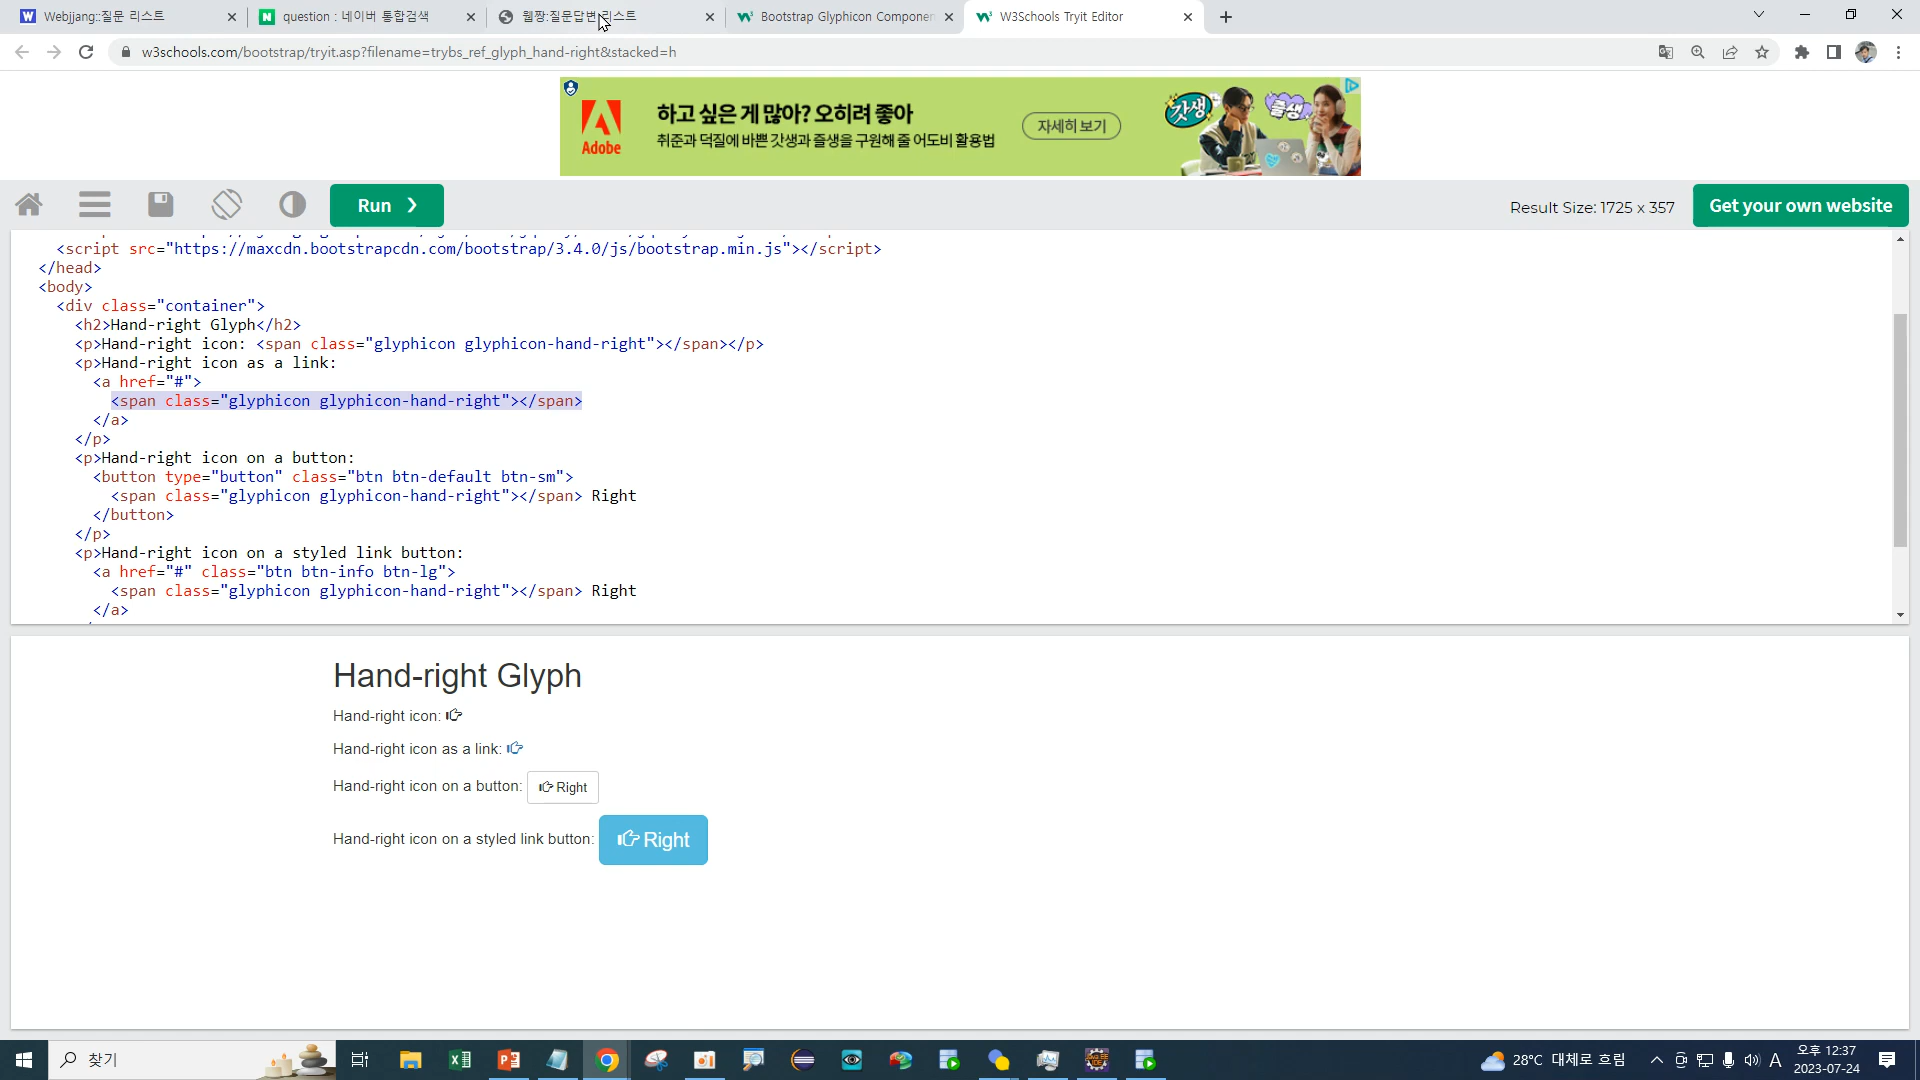 Webjjang::질문 리스트
question : 네이버 통합검색
웹짱:질문답변 리스트
Bootstrap Glyphicon Componen
W3Schools Tryit Editor
w3schools.com/bootstrap/tryit.asp?filename=trybs_ref_glyph_hand-right&stacked=h
Adobe
하고 싶은 게 많아? 오히려 좋아
취준과 덕질에 바쁜 갓생과 즐생을 구원해 줄 어도비 활용법
자세히 보기
갓생
즐생
Run ❯
Result Size: 1725 x 357
Get your own website
<script src="https://maxcdn.bootstrapcdn.com/bootstrap/3.4.0/js/bootstrap.min.js"></script>
</head>
<body>
<div class="container">
<h2>Hand-right Glyph</h2>
<p>Hand-right icon: <span class="glyphicon glyphicon-hand-right"></span></p>
<p>Hand-right icon as a link:
<a href="#">
<span class="glyphicon glyphicon-hand-right"></span>
</a>
</p>
<p>Hand-right icon on a button:
<button type="button" class="btn btn-default btn-sm">
<span class="glyphicon glyphicon-hand-right"></span> Right
</button>
</p>
<p>Hand-right icon on a styled link button:
<a href="#" class="btn btn-info btn-lg">
<span class="glyphicon glyphicon-hand-right"></span> Right
</a>
Hand-right Glyph
Hand-right icon:
Hand-right icon as a link:
Hand-right icon on a button: Right
Hand-right icon on a styled link button: Right
찾기
28°C 대체로 흐림
A
오후 12:37
2023-07-24